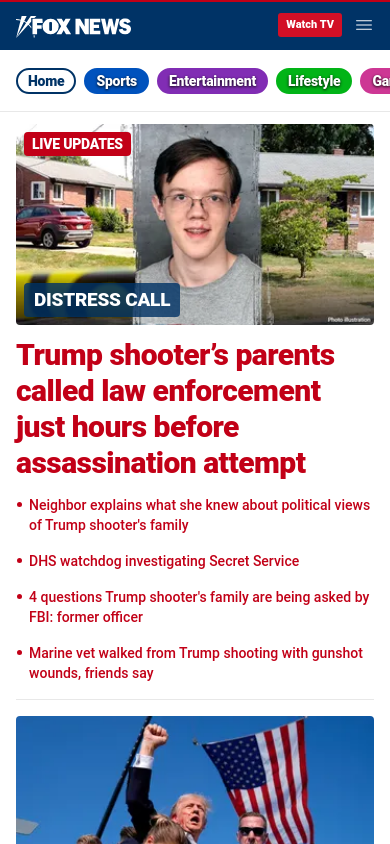 FOX NEWS
Watch TV
Home
Sports
Entertainment
Lifestyle
LIVE UPDATES
DISTRESS CALL
Photo Illustration
Trump shooter’s parents
called law enforcement
just hours before
assassination attempt
Neighbor explains what she knew about political views
of Trump shooter's family
DHS watchdog investigating Secret Service
4 questions Trump shooter's family are being asked by
FBI: former officer
Marine vet walked from Trump shooting with gunshot
wounds, friends say